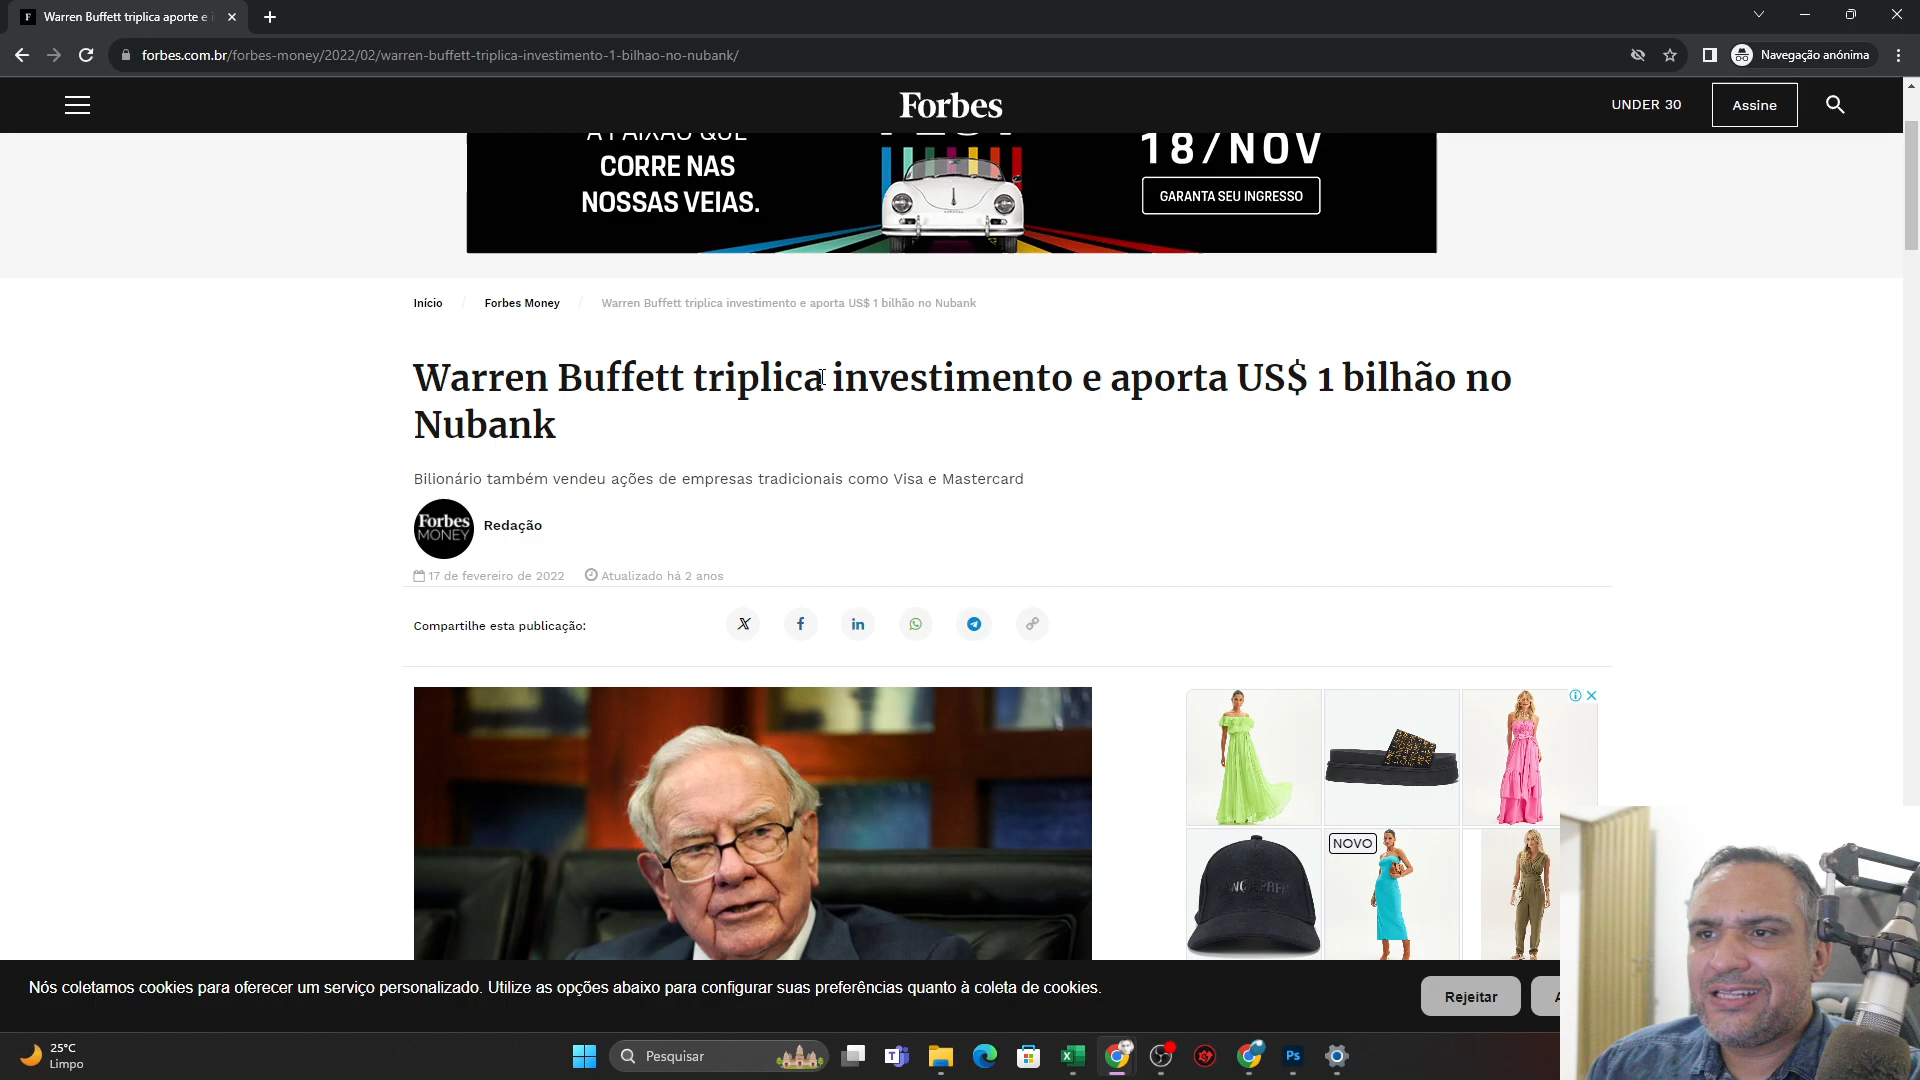 Warren Buffett triplica aporte e
forbes.com.br/forbes-money/2022/02/warren-buffett-triplica-investimento-1-bilhao-no-nubank/
Navegação anónima
Forbes
UNDER 30
Assine
A PAIXÃO QUE
CORRE NAS
NOSSAS VEIAS.
18/NOV
GARANTA SEU INGRESSO
Início / Forbes Money / Warren Buffett triplica investimento e aporta US$ 1 bilhão no Nubank
Warren Buffett triplica investimento e aporta US$ 1 bilhão no
Nubank
Bilionário também vendeu ações de empresas tradicionais como Visa e Mastercard
Forbes
MONEY
Redação
17 de fevereiro de 2022 Atualizado há 2 anos
Compartilhe esta publicação:
NOVO
Nós coletamos cookies para oferecer um serviço personalizado. Utilize as opções abaixo para configurar suas preferências quanto à coleta de cookies.
Rejeitar
25°C
Limpo
Pesquisar
Ps